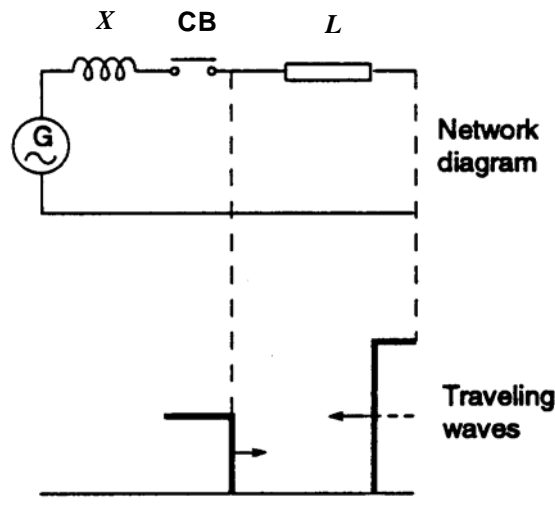 X CB L
G
Network
diagram
Traveling
waves